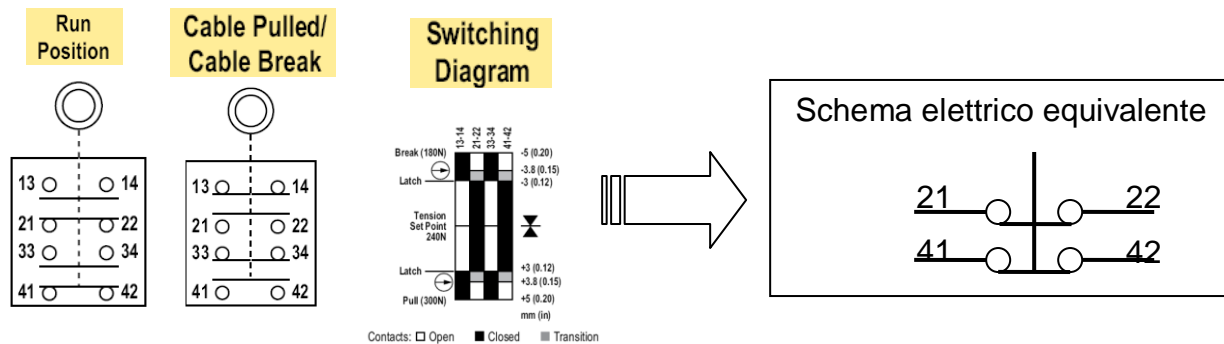 Run
Position
Cable Pulled/
Cable Break
Switching
Diagram
Schema elettrico equivalente
13 14
21 22
33 34
41 42
13 14
21 22
33 34
41 42
13-14
21-22
33-34
41-42
Break (180N)
Latch
Tension
Set Point
240N
Latch
Pull (300N)
-5 (0.20)
-3.8 (0.15)
-3 (0.12)
+3 (0.12)
+3.8 (0.15)
+5 (0.20)
mm (in)
Contacts: Open Closed Transition
21 22
41 42